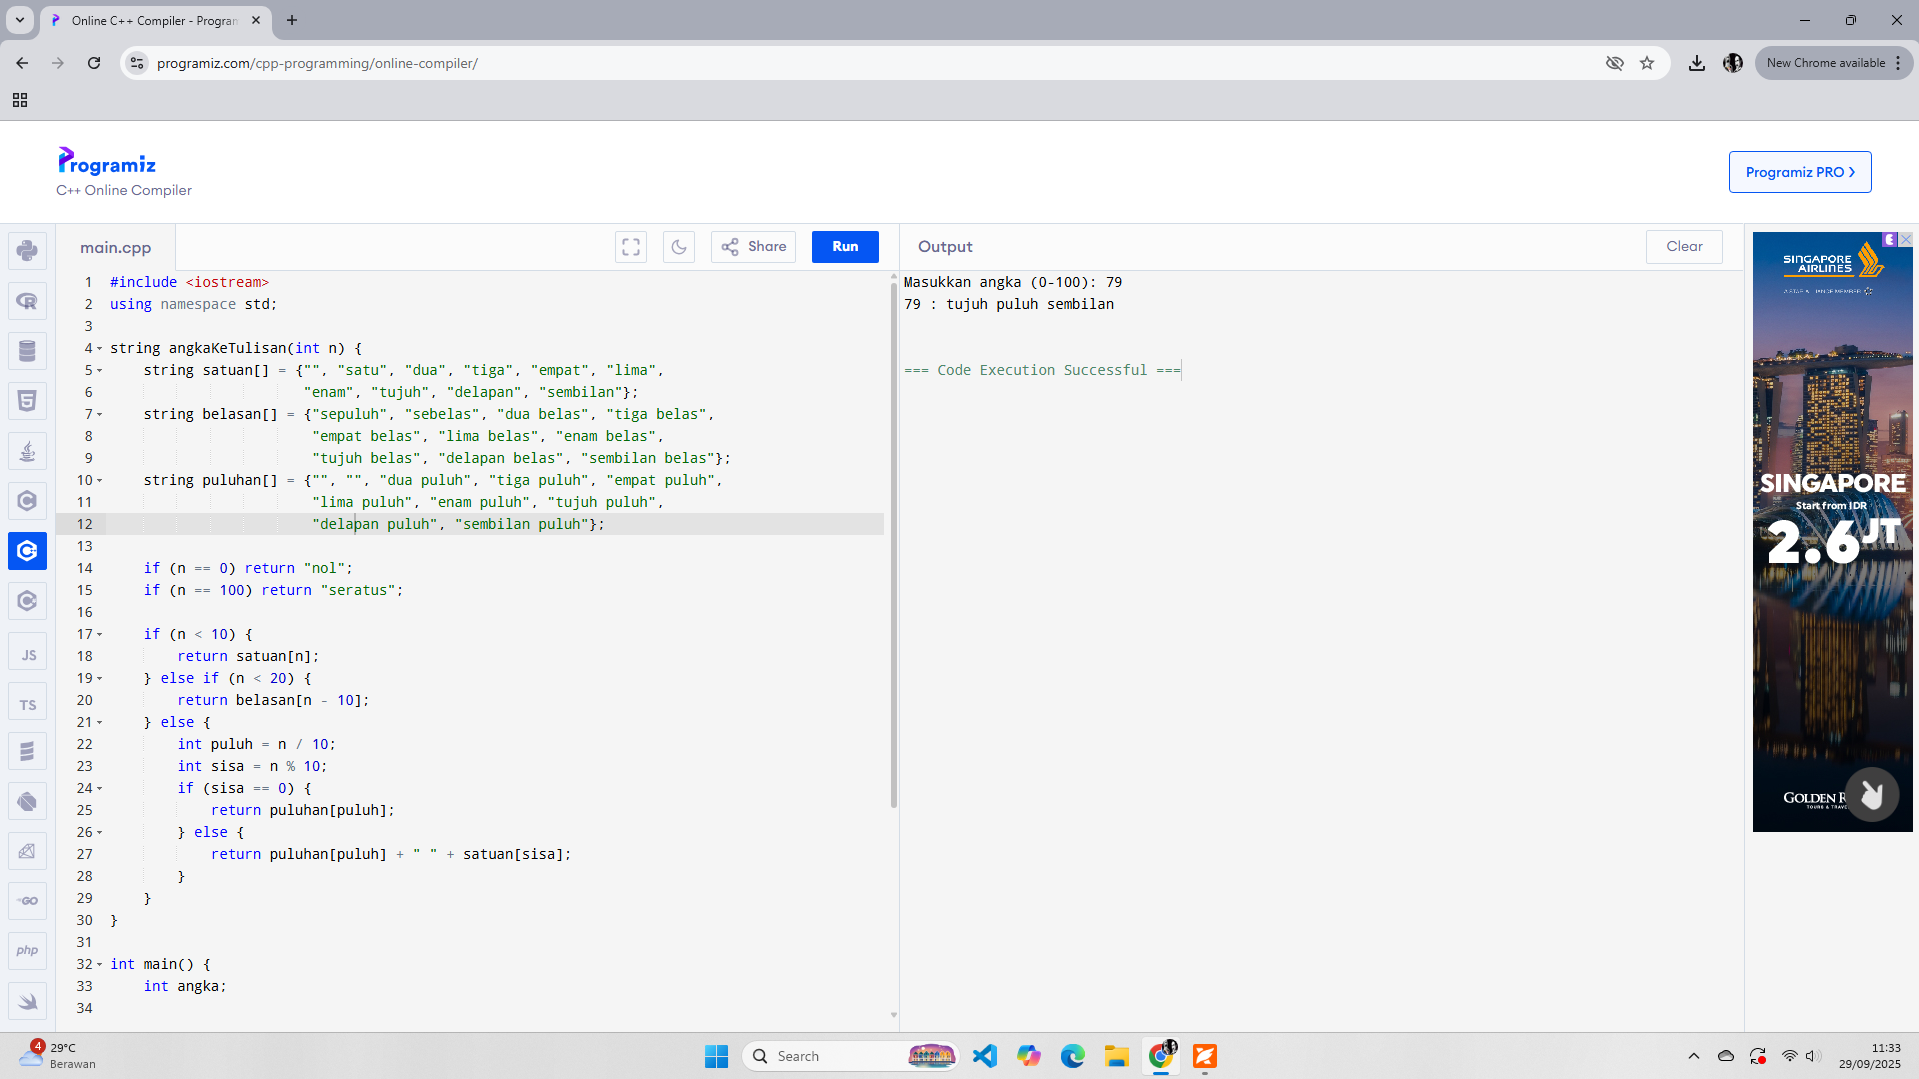 Online C++ Compiler - Program
programiz.com/cpp-programming/online-compiler/
New Chrome available
Programiz
C++ Online Compiler
Programiz PRO
main.cpp
Share
Run
Output
Clear
1 #include <iostream>
2 using namespace std;
3
4 string angkaKeTulisan(int n) {
5 string satuan[] = {"", "satu", "dua", "tiga", "empat", "lima",
6 "enam", "tujuh", "delapan", "sembilan"};
7 string belasan[] = {"sepuluh", "sebelas", "dua belas", "tiga belas",
8 "empat belas", "lima belas", "enam belas",
9 "tujuh belas", "delapan belas", "sembilan belas"};
10 string puluhan[] = {"", "", "dua puluh", "tiga puluh", "empat puluh",
11 "lima puluh", "enam puluh", "tujuh puluh",
12 "delapan puluh", "sembilan puluh"};
13
14 if (n == 0) return "nol";
15 if (n == 100) return "seratus";
16
17 if (n < 10) {
18 return satuan[n];
19 } else if (n < 20) {
20 return belasan[n - 10];
21 } else {
22 int puluh = n / 10;
23 int sisa = n % 10;
24 if (sisa == 0) {
25 return puluhan[puluh];
26 } else {
27 return puluhan[puluh] + " " + satuan[sisa];
28 }
29 }
30 }
31
32 int main() {
33 int angka;
34
Masukkan angka (0-100): 79
79 : tujuh puluh sembilan
=== Code Execution Successful ===
JS
TS
GO
php
SINGAPORE
AIRLINES
A STAR ALLIANCE MEMBER
SINGAPORE
Start from IDR
2.6JT
GOLDEN R
TOURS & TRAVE
4
29°C
Berawan
Search
11:33
29/09/2025